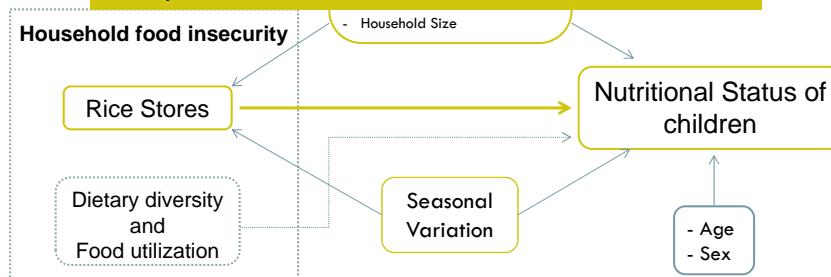 - Household Size
Household food insecurity
Rice Stores
Nutritional Status of
children
Dietary diversity
and
Food utilization
Seasonal
Variation
- Age
- Sex